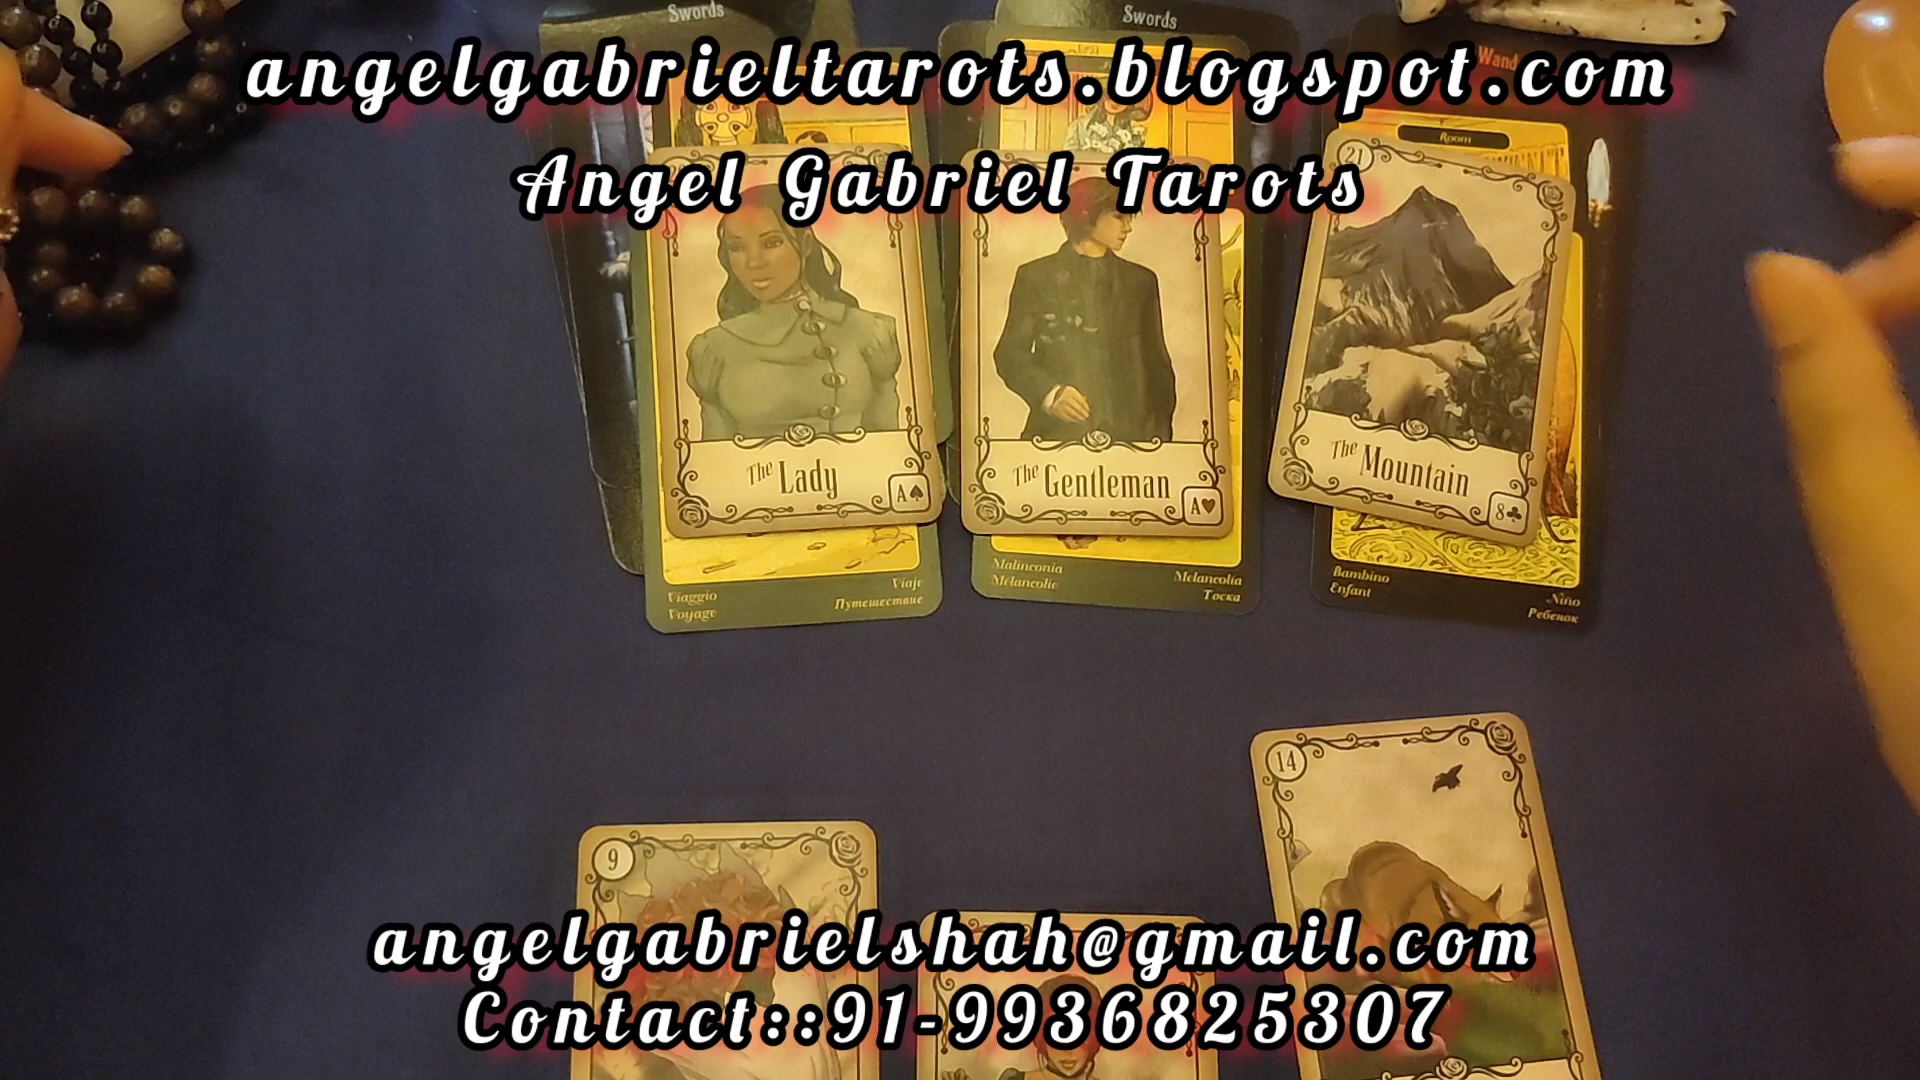 Swords
Swords
Wand
angelgabrieltarots.blogspot.com
Room
Angel Gabriel Tarots
21
The Lady
A♠
The Gentleman
A♥
The Mountain
8♣
Viaggio
Voyage
Viaje
Путешествие
Malinconia
Mélancolie
Melancolía
Тоска
Bambino
Enfant
Niño
Ребенок
14
9
angelgabrielshah@gmail.com
Contact::91-9936825307